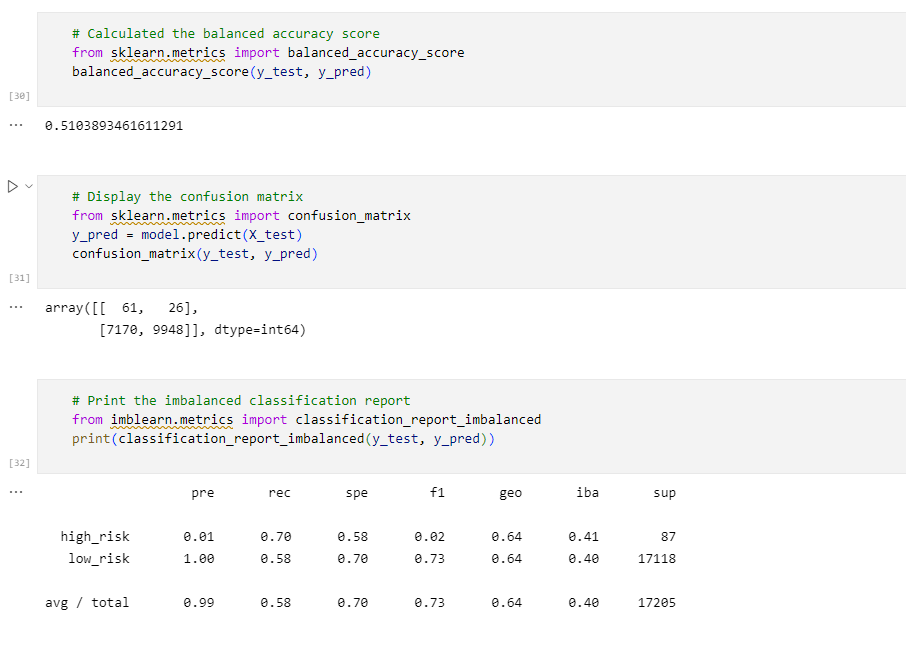 # Calculated the balanced accuracy score
from sklearn.metrics import balanced_accuracy_score
balanced_accuracy_score(y_test, y_pred)
[30]
... 0.5103893461611291
# Display the confusion matrix
from sklearn.metrics import confusion_matrix
y_pred = model.predict(X_test)
confusion_matrix(y_test, y_pred)
[31]
... array([[  61,   26],
       [7170, 9948]], dtype=int64)
# Print the imbalanced classification report
from imblearn.metrics import classification_report_imbalanced
print(classification_report_imbalanced(y_test, y_pred))
[32]
... pre rec spe f1 geo iba sup
high_risk 0.01 0.70 0.58 0.02 0.64 0.41 87
low_risk 1.00 0.58 0.70 0.73 0.64 0.40 17118
avg / total 0.99 0.58 0.70 0.73 0.64 0.40 17205